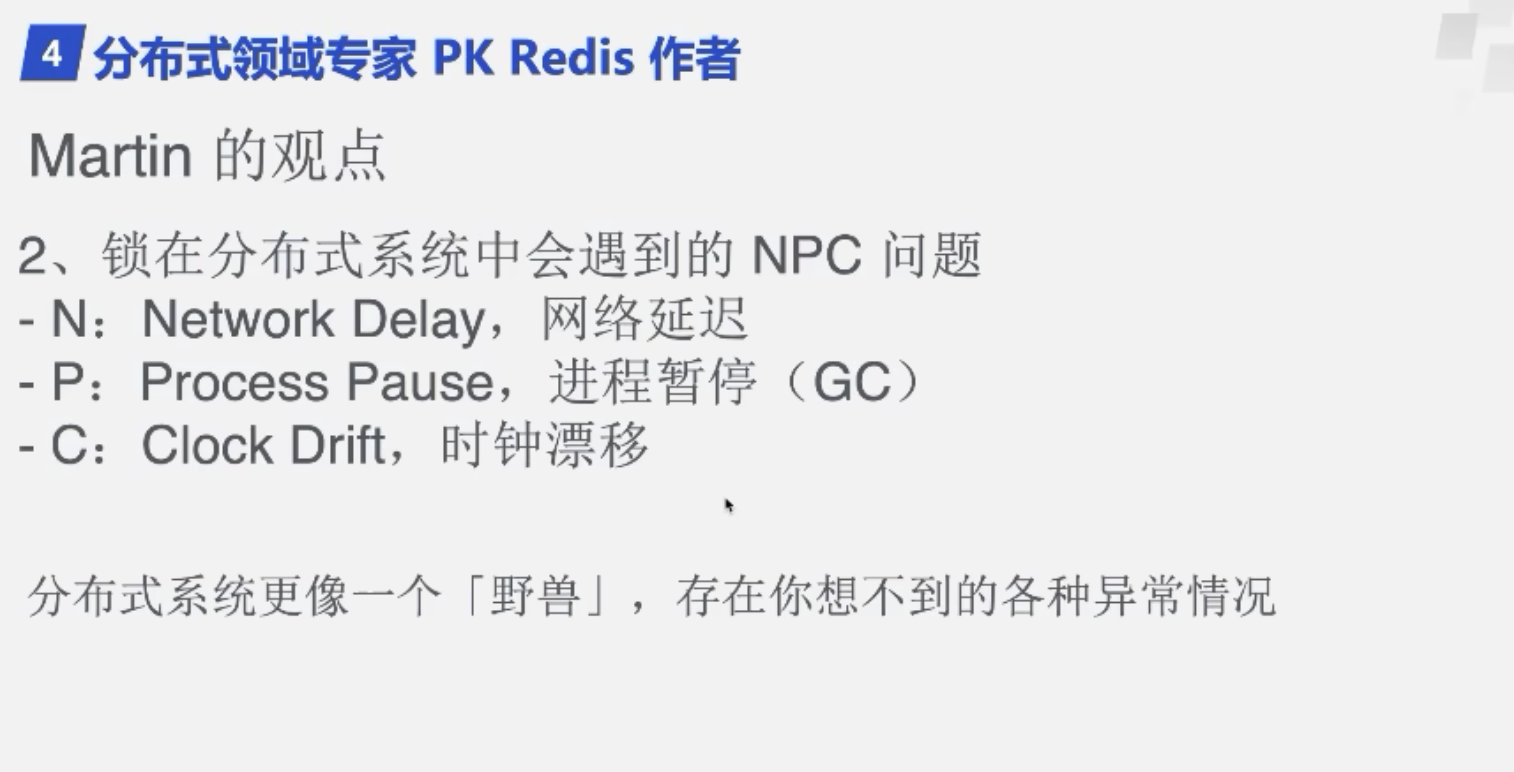 4 分布式领域专家 PK Redis 作者
Martin 的观点
2、锁在分布式系统中会遇到的 NPC 问题
- N：Network Delay，网络延迟
- P：Process Pause，进程暂停（GC）
- C：Clock Drift，时钟漂移
分布式系统更像一个「野兽」，存在你想不到的各种异常情况